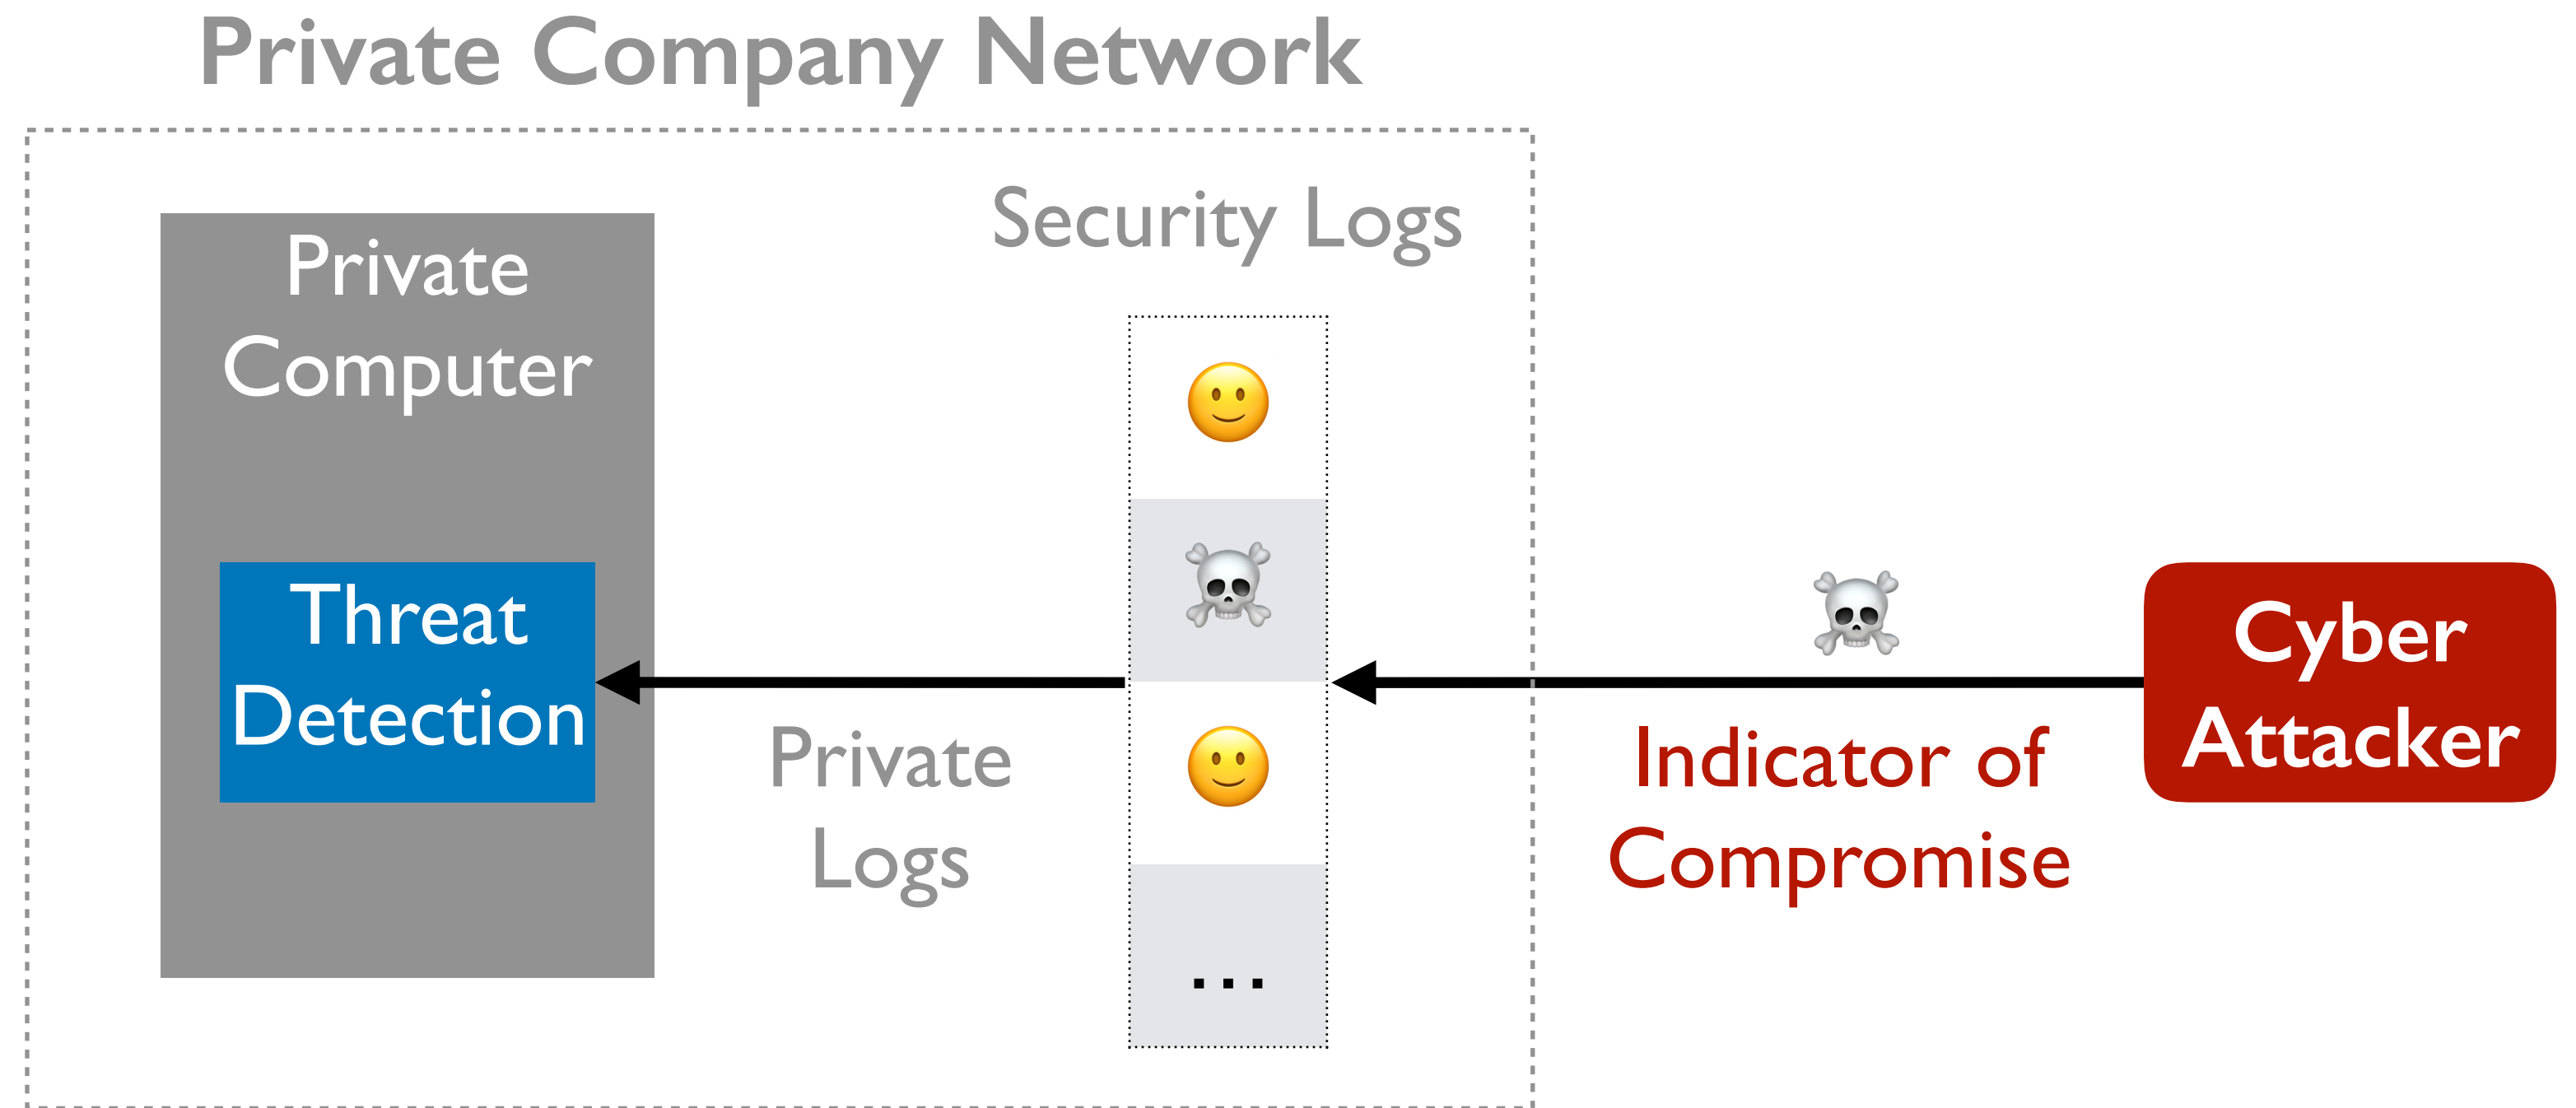 Private Company Network
Security Logs
Private
Computer
Threat
Detection
Private
Logs
...
Indicator of
Compromise
Cyber
Attacker